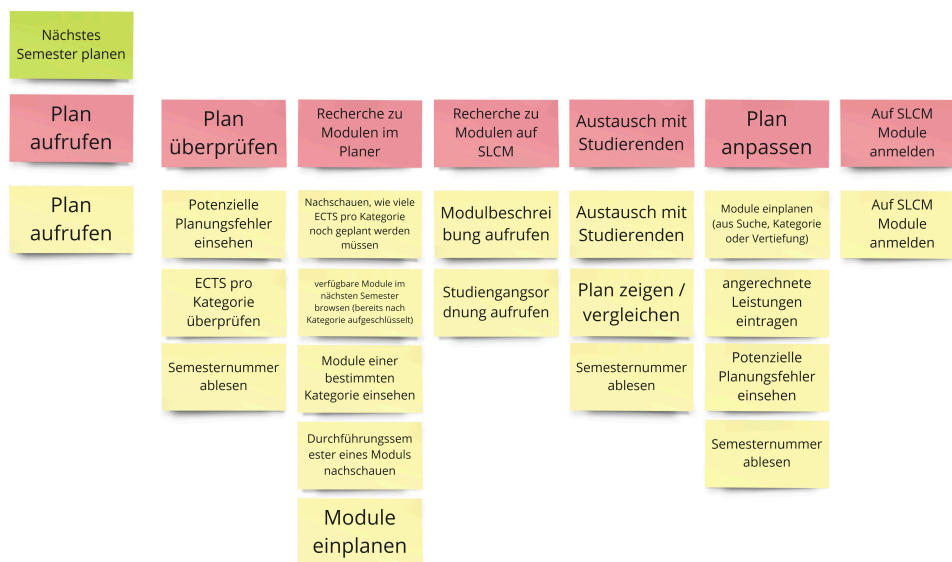 Nächstes
Semester planen
Plan
aufrufen
Plan
überprüfen
Recherche zu
Modulen im
Planer
Recherche zu
Modulen auf
SLCM
Austausch mit
Studierenden
Plan
anpassen
Auf SLCM
Module
anmelden
Plan
aufrufen
Potenzielle
Planungsfehler
einsehen
Nachschauen, wie viele
ECTS pro Kategorie
noch geplant werden
müssen
Modulbeschrei
bung aufrufen
Austausch mit
Studierenden
Module einplanen
(aus Suche, Kategorie
oder Vertiefung)
Auf SLCM
Module
anmelden
ECTS pro
Kategorie
überprüfen
verfügbare Module im
nächsten Semester
browsen (bereits nach
Kategorie aufgeschlüsselt)
Studiengangsor
dnung aufrufen
Plan zeigen /
vergleichen
angerechnete
Leistungen
eintragen
Semesternummer
ablesen
Module einer
bestimmten
Kategorie einsehen
Semesternummer
ablesen
Potenzielle
Planungsfehler
einsehen
Durchführungssem
ester eines Moduls
nachschauen
Semesternummer
ablesen
Module
einplanen